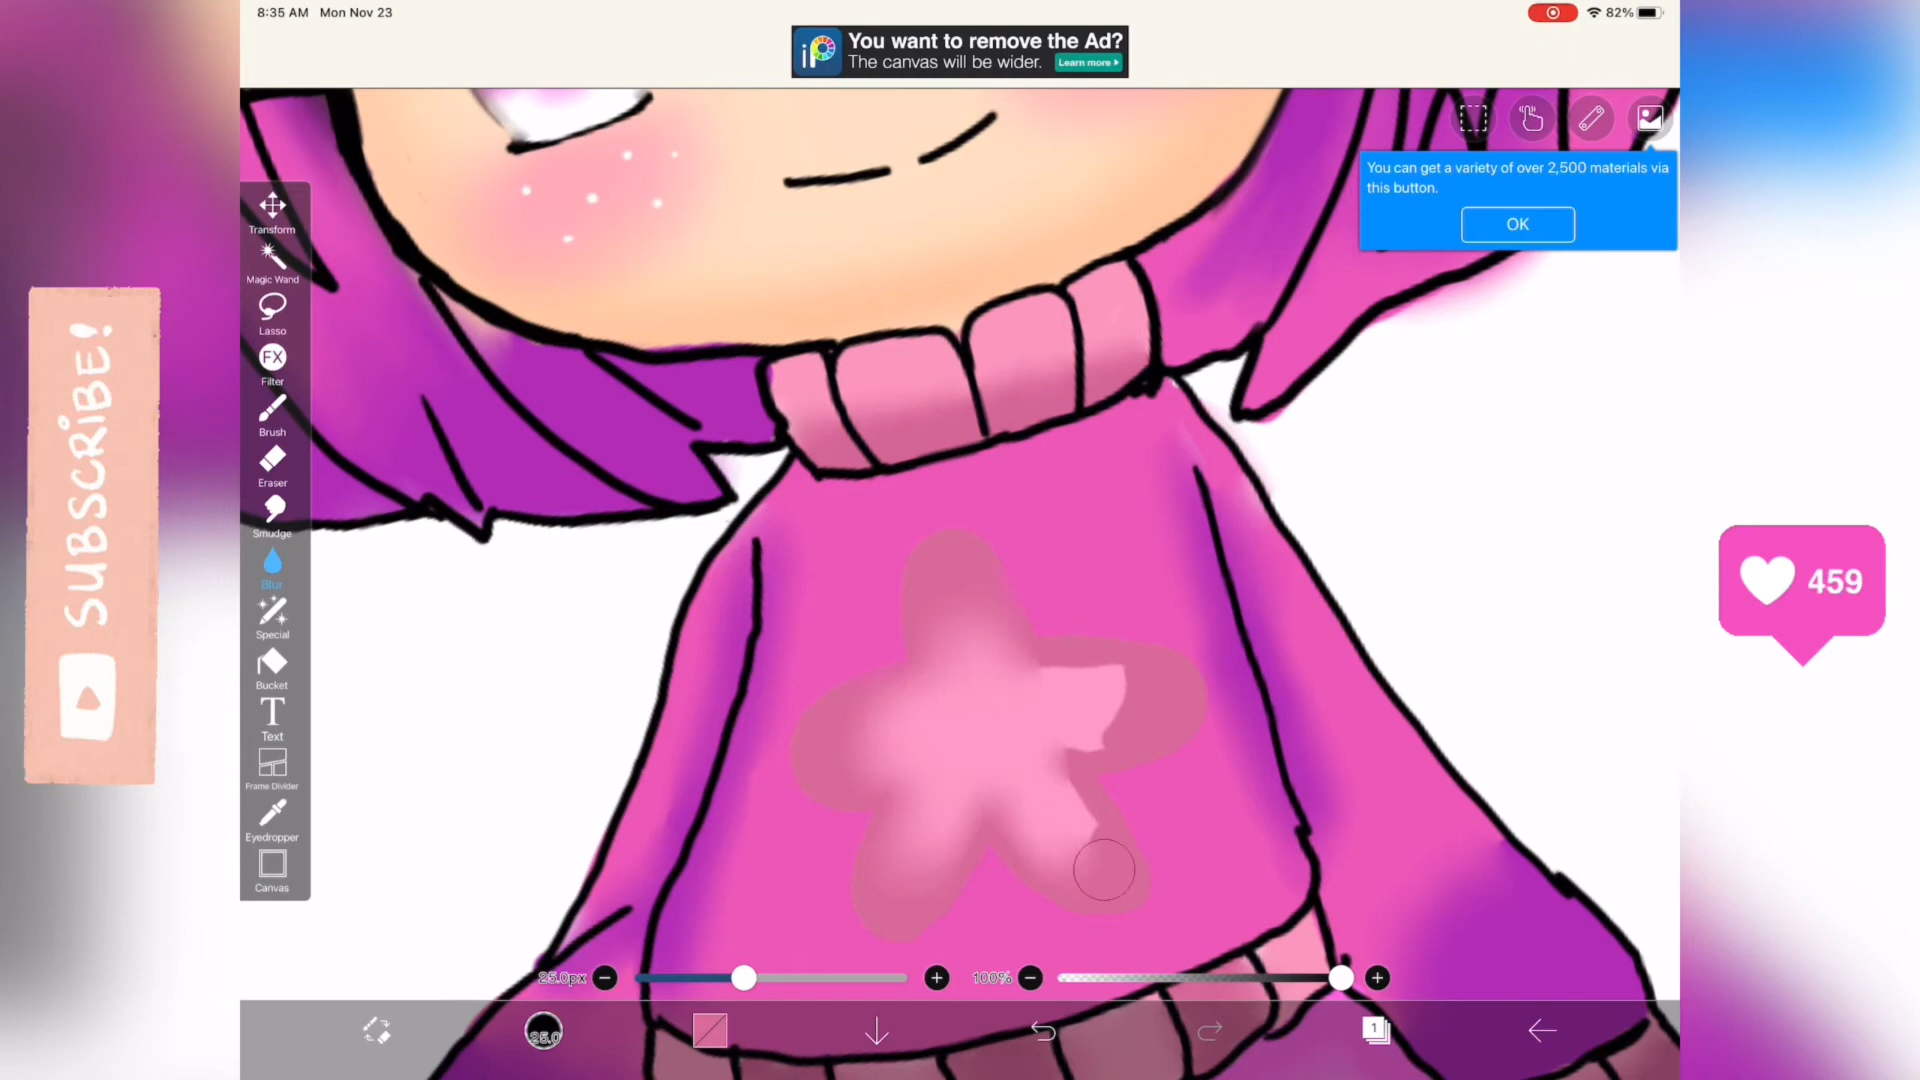 8:35 AM Mon Nov 23
82%
iP
You want to remove the Ad?
The canvas will be wider.
Learn more
You can get a variety of over 2,500 materials via
this button.
OK
Transform
Magic Wand
Lasso
FX
Filter
Brush
Eraser
Smudge
Blur
Special
Bucket
T
Text
Frame Divider
Eyedropper
Canvas
SUBSCRIBE!
459
25.0px
100%
25.0
1